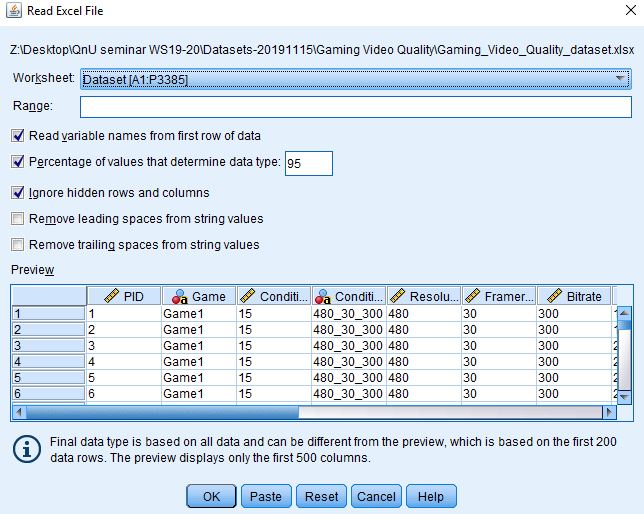 Read Excel File
Z:\Desktop\QnU seminar WS19-20\Datasets-20191115\Gaming Video Quality\Gaming_Video_Quality_dataset.xlsx
Worksheet: Dataset [A1:P3385]
Range:
Read variable names from first row of data
Percentage of values that determine data type: 95
Ignore hidden rows and columns
Remove leading spaces from string values
Remove trailing spaces from string values
Preview
PID Game Conditi... Conditi... Resolu... Framer... Bitrate
1 1 Game1 15 480_30_300 480 30 300
2 2 Game1 15 480_30_300 480 30 300
3 3 Game1 15 480_30_300 480 30 300
4 4 Game1 15 480_30_300 480 30 300
5 5 Game1 15 480_30_300 480 30 300
6 6 Game1 15 480_30_300 480 30 300
Final data type is based on all data and can be different from the preview, which is based on the first 200
data rows. The preview displays only the first 500 columns.
OK Paste Reset Cancel Help